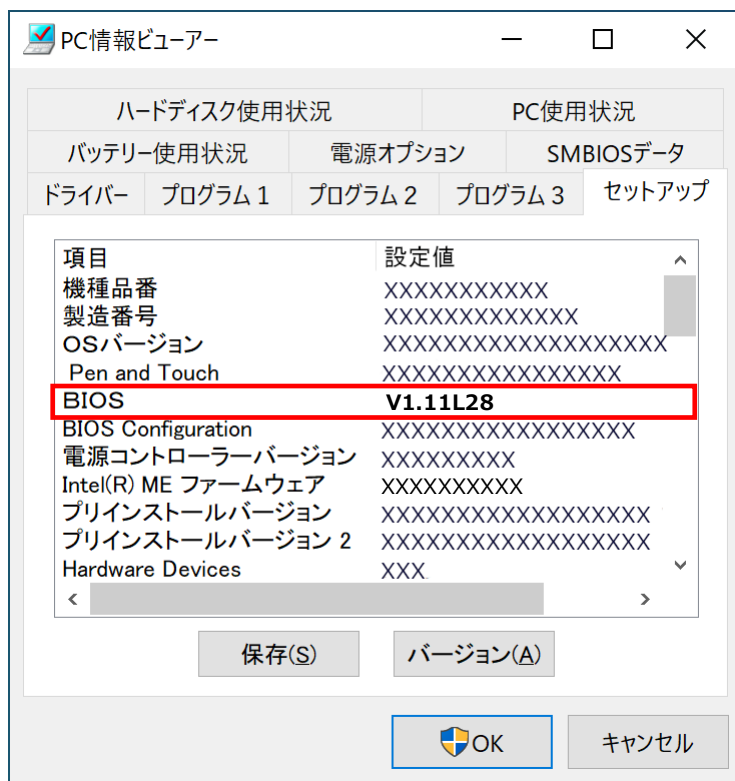 PC情報ビューアー
ハードディスク使用状況 PC使用状況
バッテリー使用状況 電源オプション SMBIOSデータ
ドライバー プログラム 1 プログラム 2 プログラム 3 セットアップ
項目 設定値
機種品番 XXXXXXXXXXX
製造番号 XXXXXXXXXXXXX
OSバージョン XXXXXXXXXXXXXXXXXXX
Pen and Touch XXXXXXXXXXXXXXXX
BIOS V1.11L28
BIOS Configuration XXXXXXXXXXXXXXXXX
電源コントローラーバージョン XXXXXXXXX
Intel(R) ME ファームウェア XXXXXXXXXX
プリインストールバージョン XXXXXXXXXXXXXXXXXX
プリインストールバージョン 2 XXXXXXXXXXXXXXXXXX
Hardware Devices XXX
保存(S) バージョン(A)
OK キャンセル